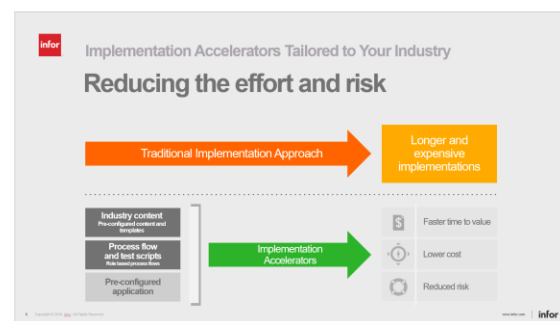 infor
Implementation Accelerators Tailored to Your Industry
Reducing the effort and risk
Traditional Implementation Approach
Longer and
expensive
implementations
Industry content
Pre-configured content and
templates
Process flow
and test scripts
Role based process flows
Pre-configured
application
Implementation
Accelerators
Faster time to value
Lower cost
Reduced risk
infor